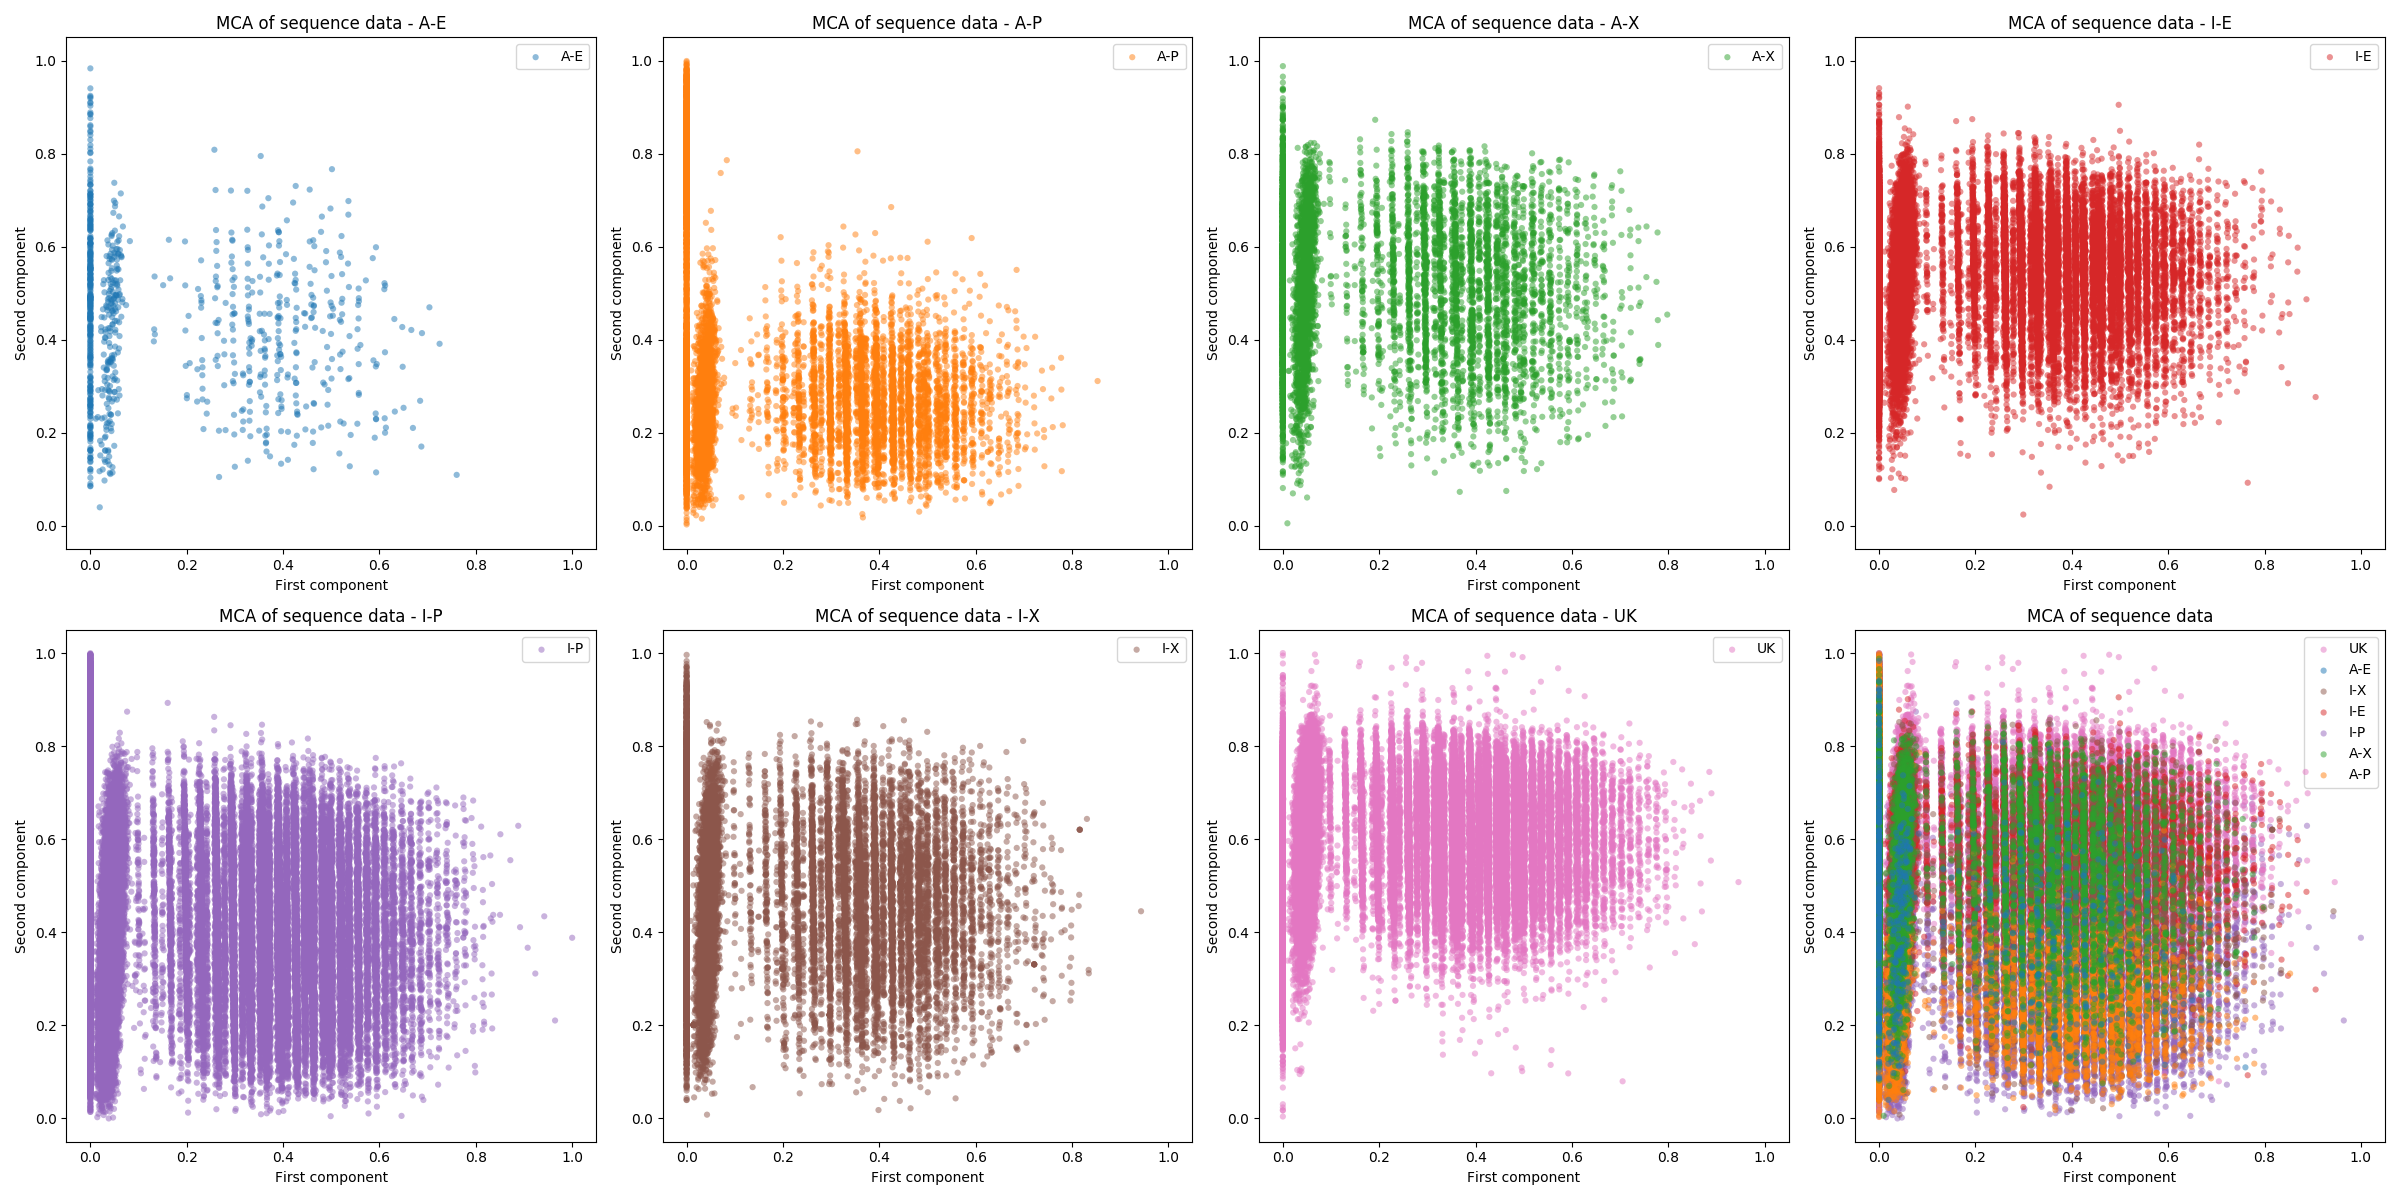 MCA of sequence data - A-E
A-E
1.0
0.8
0.6
0.4
0.2
0.0
Second component
0.0 0.2 0.4 0.6 0.8 1.0
First component
MCA of sequence data - A-P
A-P
1.0
0.8
0.6
0.4
0.2
0.0
Second component
0.0 0.2 0.4 0.6 0.8 1.0
First component
MCA of sequence data - A-X
A-X
1.0
0.8
0.6
0.4
0.2
0.0
Second component
0.0 0.2 0.4 0.6 0.8 1.0
First component
MCA of sequence data - I-E
I-E
1.0
0.8
0.6
0.4
0.2
0.0
Second component
0.0 0.2 0.4 0.6 0.8 1.0
First component
MCA of sequence data - I-P
I-P
1.0
0.8
0.6
0.4
0.2
0.0
Second component
0.0 0.2 0.4 0.6 0.8 1.0
First component
MCA of sequence data - I-X
I-X
1.0
0.8
0.6
0.4
0.2
0.0
Second component
0.0 0.2 0.4 0.6 0.8 1.0
First component
MCA of sequence data - UK
UK
1.0
0.8
0.6
0.4
0.2
0.0
Second component
0.0 0.2 0.4 0.6 0.8 1.0
First component
MCA of sequence data
UK
A-E
I-X
I-E
I-P
A-X
A-P
1.0
0.8
0.6
0.4
0.2
0.0
Second component
0.0 0.2 0.4 0.6 0.8 1.0
First component